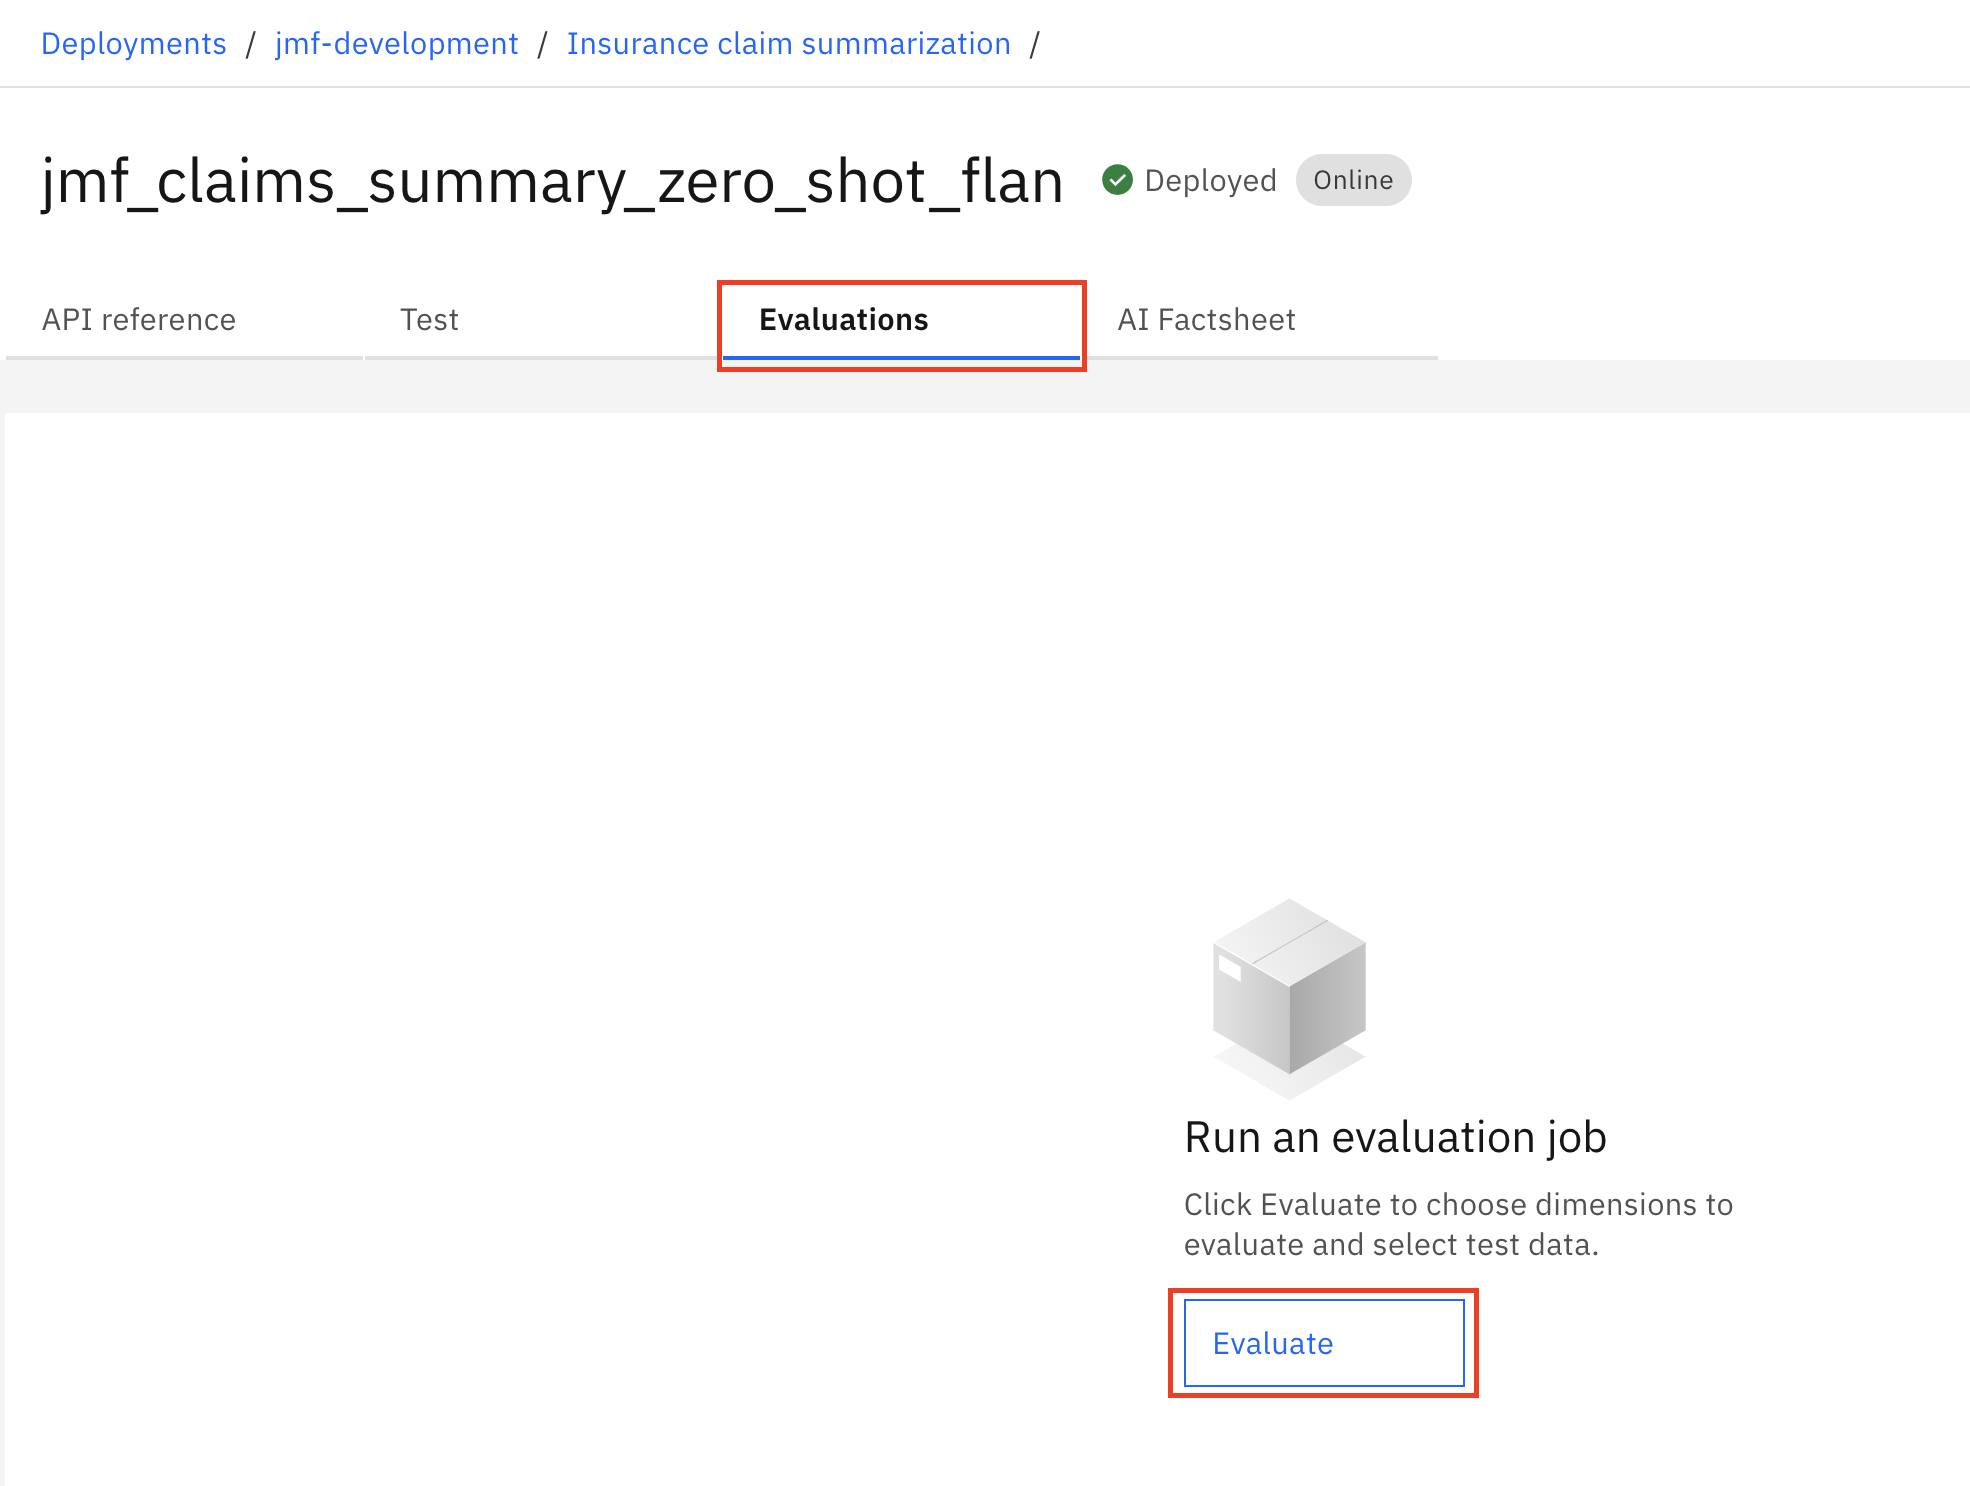 Deployments / jmf-development / Insurance claim summarization /
jmf_claims_summary_zero_shot_flan Deployed Online
API reference Test Evaluations AI Factsheet
Run an evaluation job
Click Evaluate to choose dimensions to
evaluate and select test data.
Evaluate